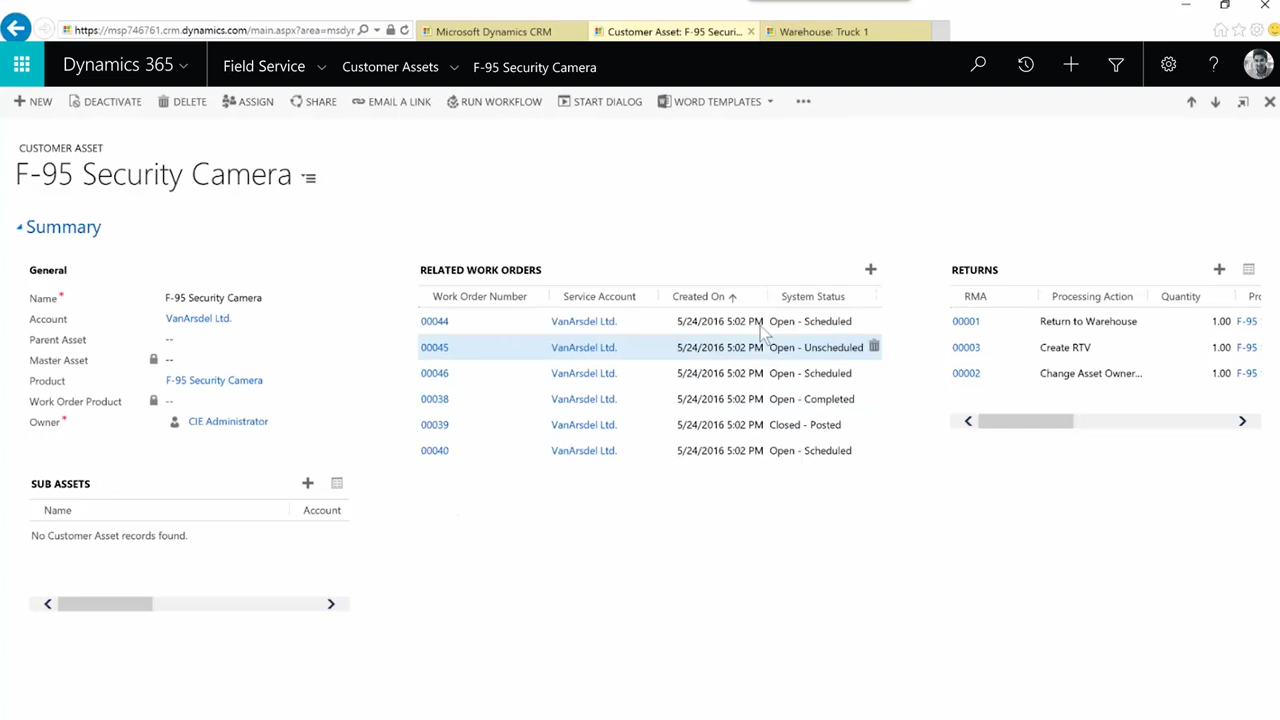 https://msp746761.crm.dynamics.com/main.aspx?area=msdyr
Microsoft Dynamics CRM
Customer Asset: F-95 Securi...
Warehouse: Truck 1
Dynamics 365
Field Service
Customer Assets
F-95 Security Camera
NEW
DEACTIVATE
DELETE
ASSIGN
SHARE
EMAIL A LINK
RUN WORKFLOW
START DIALOG
WORD TEMPLATES
CUSTOMER ASSET
F-95 Security Camera
Summary
General
Name* F-95 Security Camera
Account VanArsdel Ltd.
Parent Asset --
Master Asset --
Product F-95 Security Camera
Work Order Product --
Owner* CIE Administrator
SUB ASSETS
Name Account
No Customer Asset records found.
RELATED WORK ORDERS
Work Order Number Service Account Created On System Status
00044 VanArsdel Ltd. 5/24/2016 5:02 PM Open - Scheduled
00045 VanArsdel Ltd. 5/24/2016 5:02 PM Open - Unscheduled
00046 VanArsdel Ltd. 5/24/2016 5:02 PM Open - Scheduled
00038 VanArsdel Ltd. 5/24/2016 5:02 PM Open - Completed
00039 VanArsdel Ltd. 5/24/2016 5:02 PM Closed - Posted
00040 VanArsdel Ltd. 5/24/2016 5:02 PM Open - Scheduled
RETURNS
RMA Processing Action Quantity Pr
00001 Return to Warehouse 1.00 F-95
00003 Create RTV 1.00 F-95
00002 Change Asset Owner... 1.00 F-95